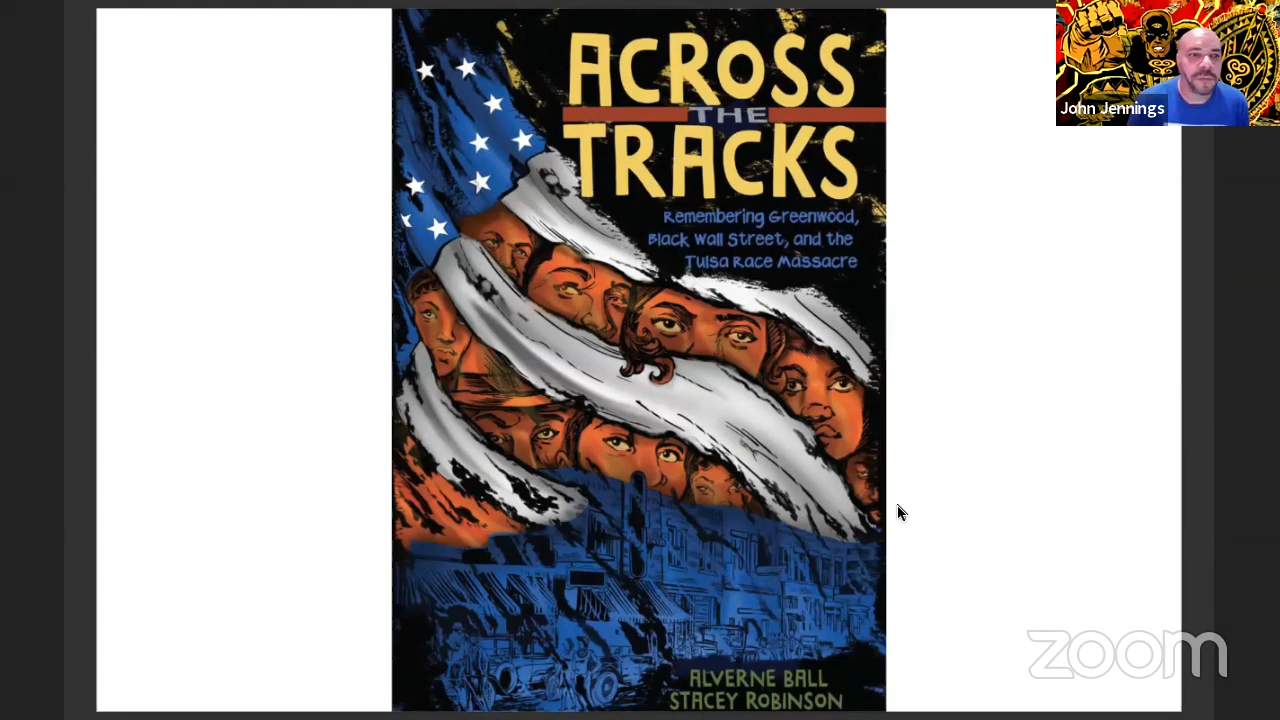 ACROSS
THE
TRACKS
Remembering Greenwood,
Black Wall Street, and the
Tulsa Race Massacre
ALVERNE BALL
STACEY ROBINSON
John Jennings
zoom